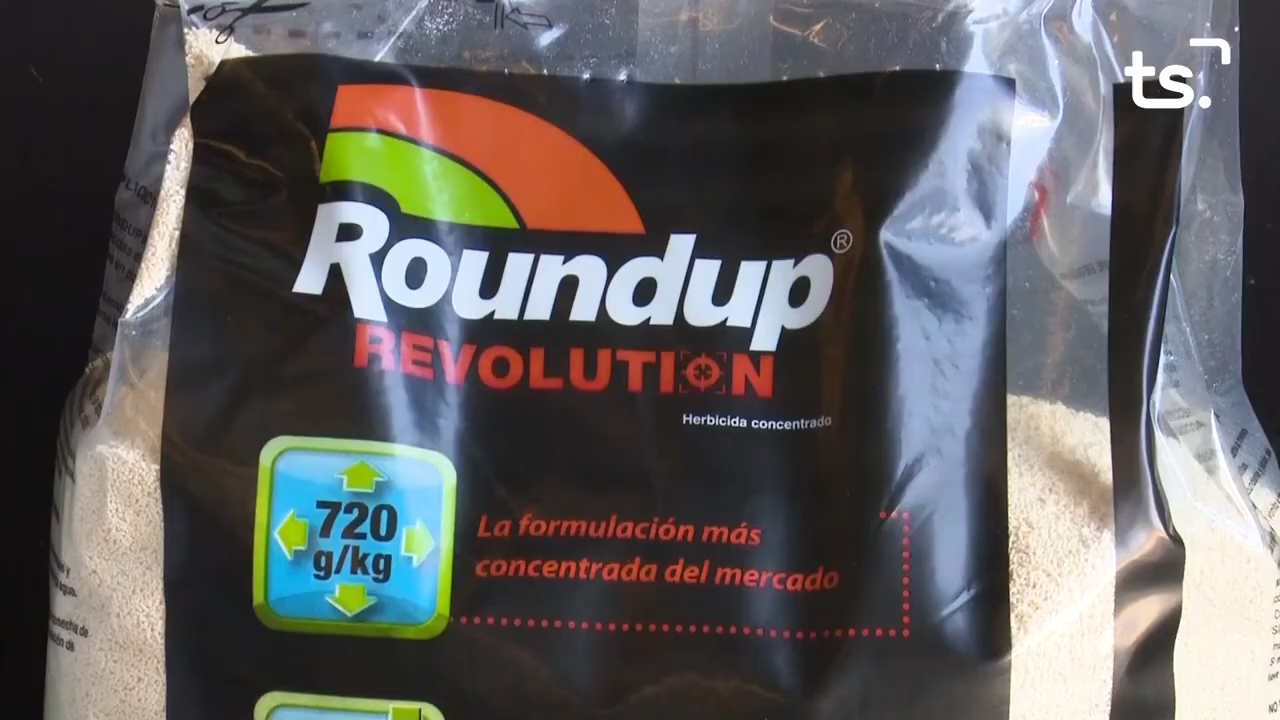 ts.
Roundup®
REVOLUTION
Herbicida concentrado
720
g/kg
La formulación más
concentrada del mercado